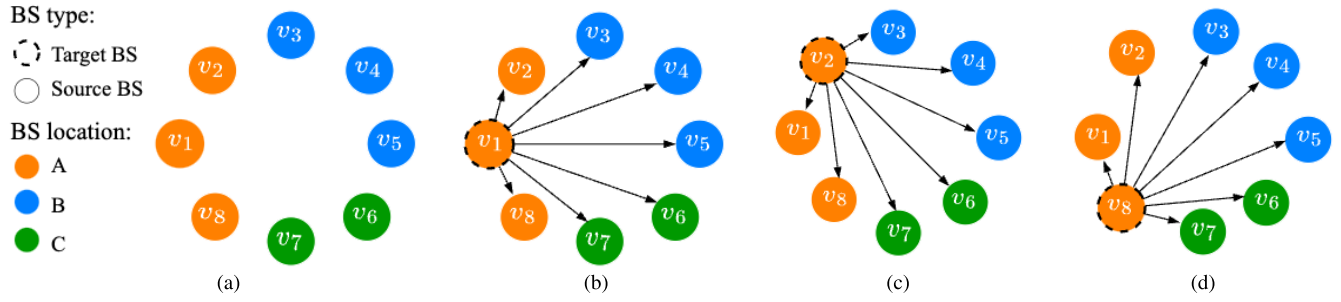 BS type:
Target BS
Source BS
BS location:
A
B
C
v1
v2
v3
v4
v5
v6
v7
v8
(a)
v1
v2
v3
v4
v5
v6
v7
v8
(b)
v1
v2
v3
v4
v5
v6
v7
v8
(c)
v1
v2
v3
v4
v5
v6
v7
v8
(d)